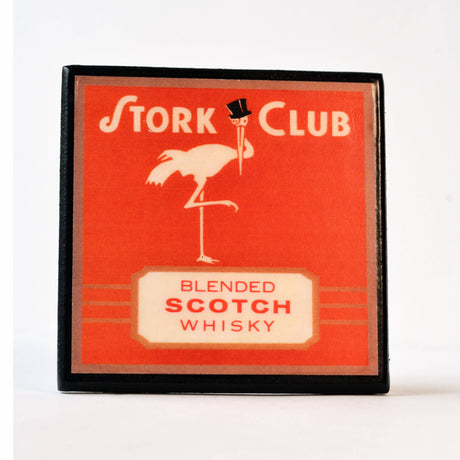 STORK CLUB
BLENDED
SCOTCH
WHISKY